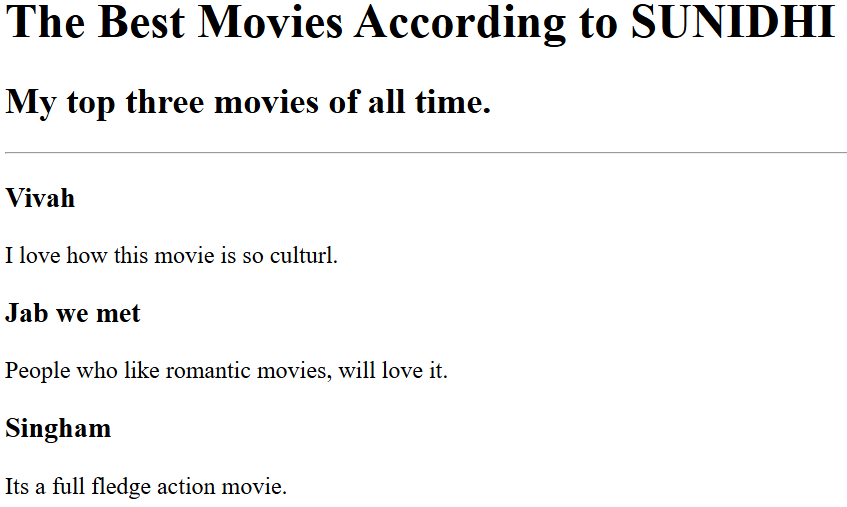 The Best Movies According to SUNIDHI
My top three movies of all time.
Vivah
I love how this movie is so culturl.
Jab we met
People who like romantic movies, will love it.
Singham
Its a full fledge action movie.